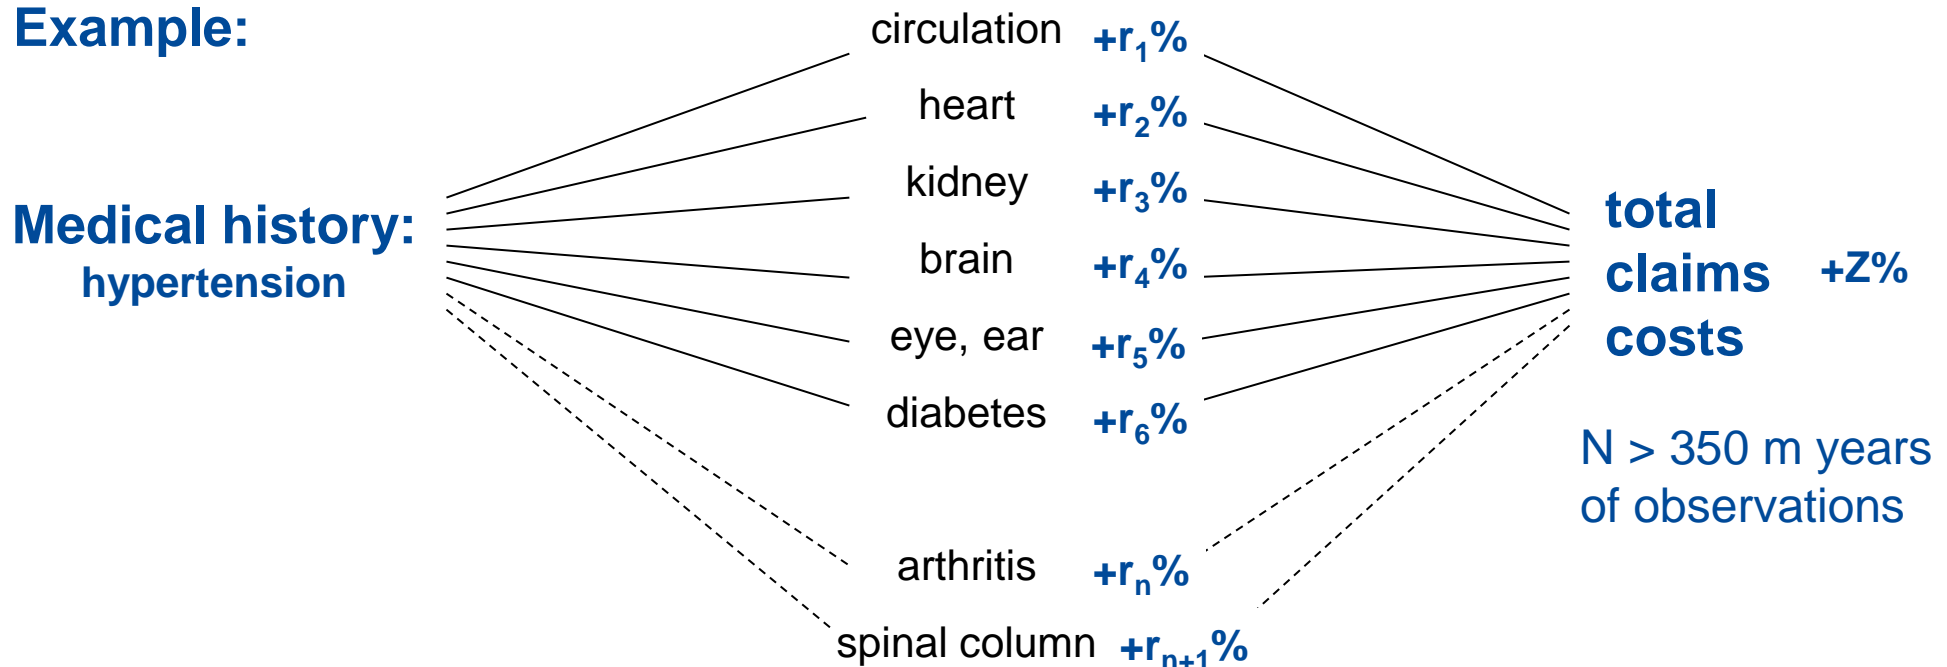 Example:
circulation +r₁%
heart +r₂%
kidney +r₃%
brain +r₄%
eye, ear +r₅%
diabetes +r₆%
arthritis +rₙ%
spinal column +rₙ₊₁%
Medical history:
hypertension
total
claims
costs
+Z%
N > 350 m years
of observations